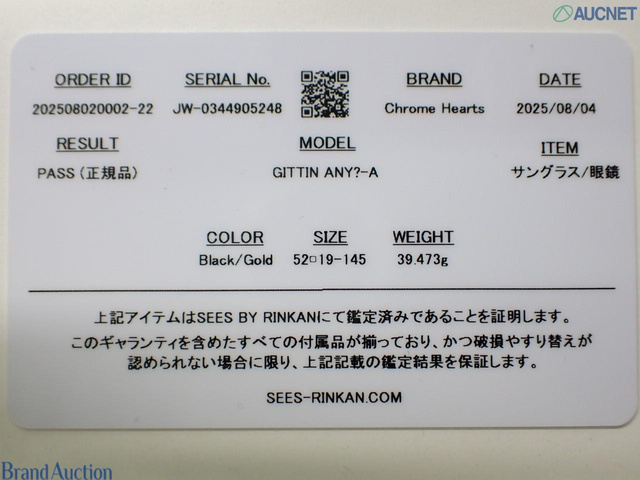 AUCNET
ORDER ID SERIAL No. BRAND DATE
202508020002-22 JW-0344905248 Chrome Hearts 2025/08/04
RESULT MODEL ITEM
PASS (正規品) GITTIN ANY?-A サングラス/眼鏡
COLOR SIZE WEIGHT
Black/Gold 52□19-145 39.473g
上記アイテムはSEES BY RINKANにて鑑定済みであることを証明します。
このギャランティを含めたすべての付属品が揃っており、かつ破損やすり替えが
認められない場合に限り、上記記載の鑑定結果を保証します。
SEES-RINKAN.COM
Brand Auction